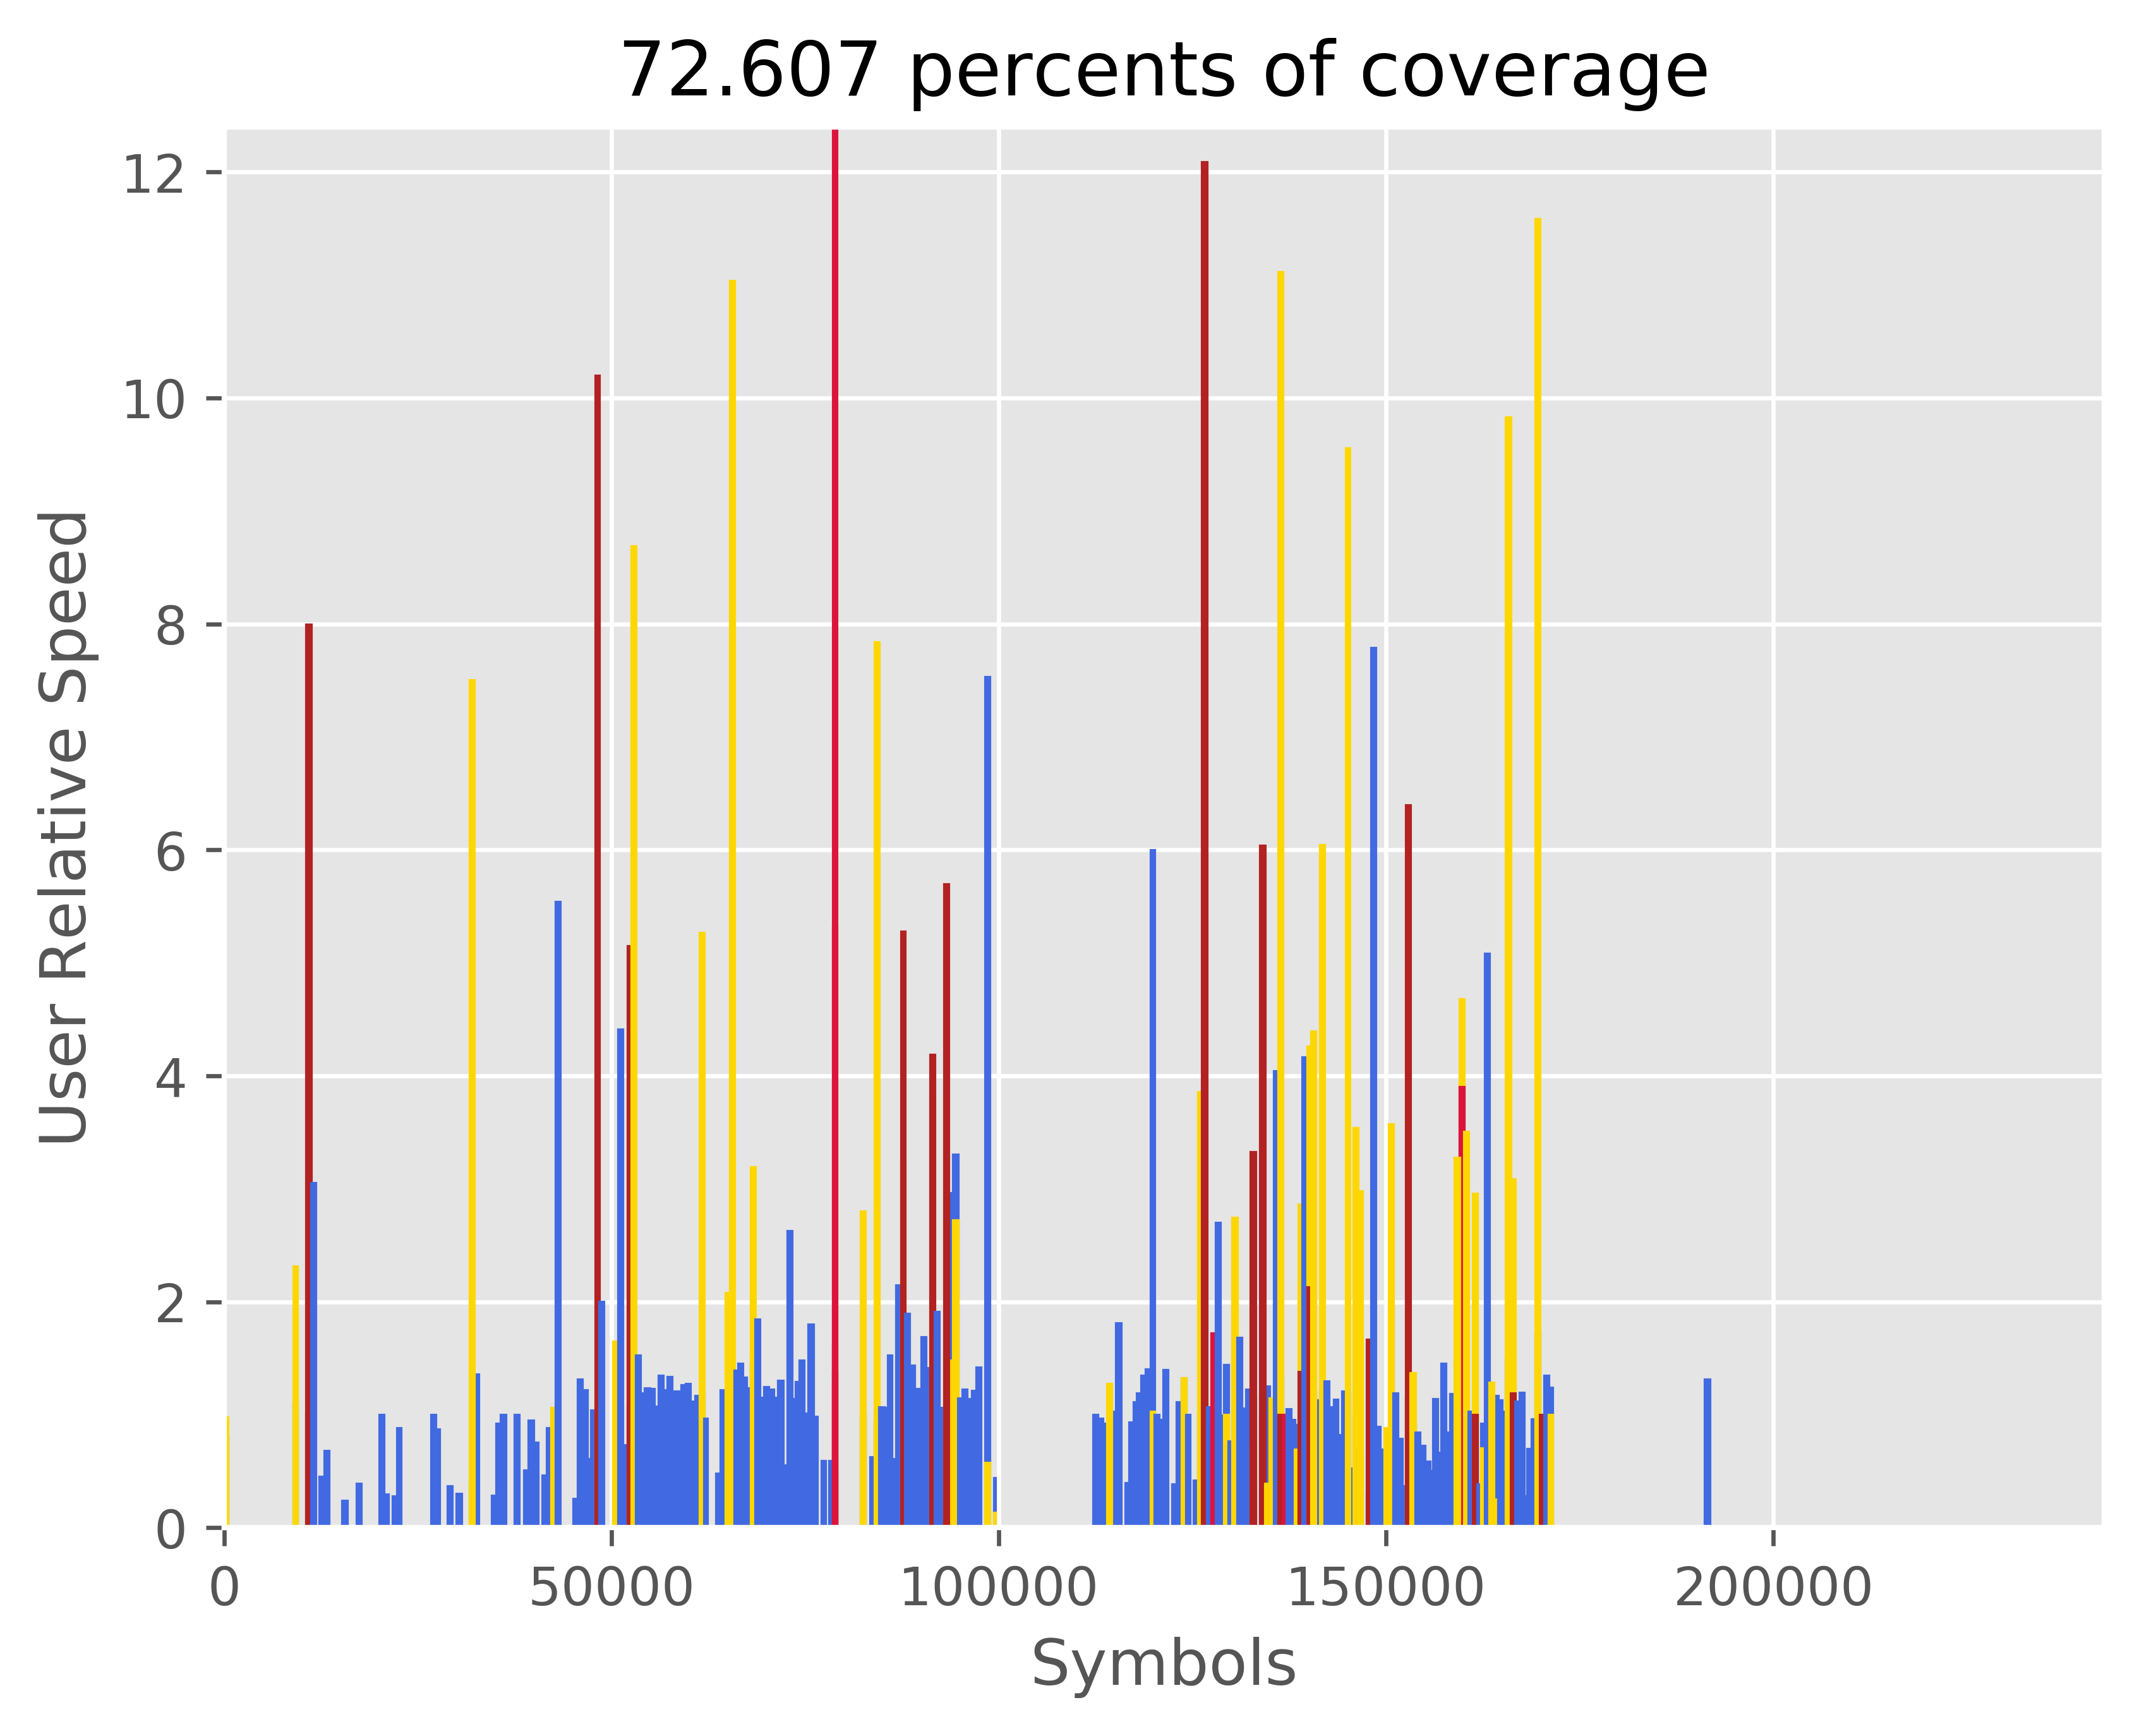 72.607 percents of coverage
User Relative Speed
12
10
8
6
4
2
0
0 50000 100000 150000 200000
Symbols